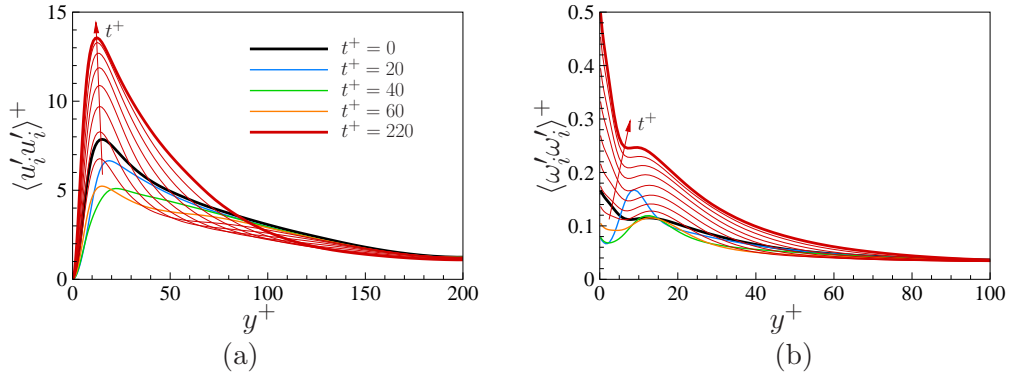 15
10
5
0
0 50 100 150 200
⟨u′ᵢu′ᵢ⟩⁺
y⁺
t⁺
t⁺ = 0
t⁺ = 20
t⁺ = 40
t⁺ = 60
t⁺ = 220
(a)
0.5
0.4
0.3
0.2
0.1
0
0 20 40 60 80 100
⟨ω′ᵢω′ᵢ⟩⁺
y⁺
t⁺
(b)